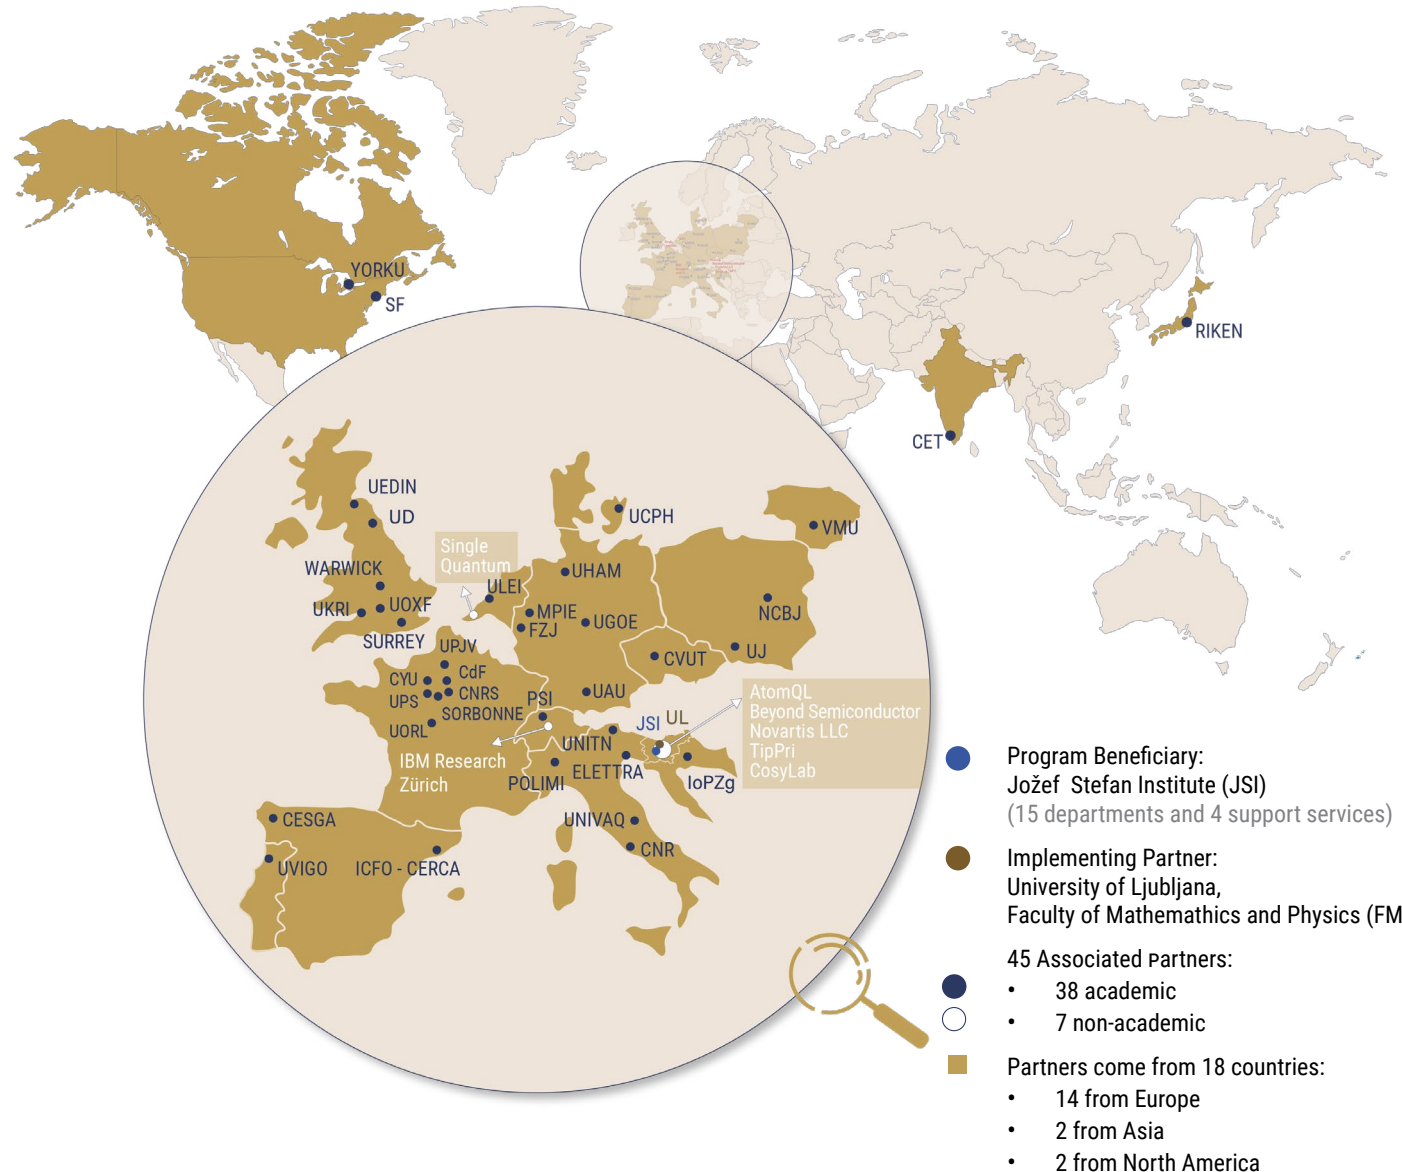 YORKU
SF
RIKEN
CET
UEDIN
UD
UCPH
VMU
Single
Quantum
WARWICK
ULEI
UHAM
UKRI
UOXF
MPIE
FZJ
UGOE
NCBJ
SURREY
UPJV
CVUT
UJ
CYU
CdF
UPS
CNRS
SORBONNE
PSI
UAU
UORL
JSI
UL
AtomQL
Beyond Semiconductor
Novartis LLC
TipPri
CosyLab
IBM Research
Zürich
UNITN
ELETTRA
POLIMI
IoPZg
CESGA
UNIVAQ
CNR
UVIGO
ICFO - CERCA
Program Beneficiary:
Jožef Stefan Institute (JSI)
(15 departments and 4 support services)
Implementing Partner:
University of Ljubljana,
Faculty of Mathemathics and Physics (FM
45 Associated Partners:
• 38 academic
• 7 non-academic
Partners come from 18 countries:
• 14 from Europe
• 2 from Asia
• 2 from North America